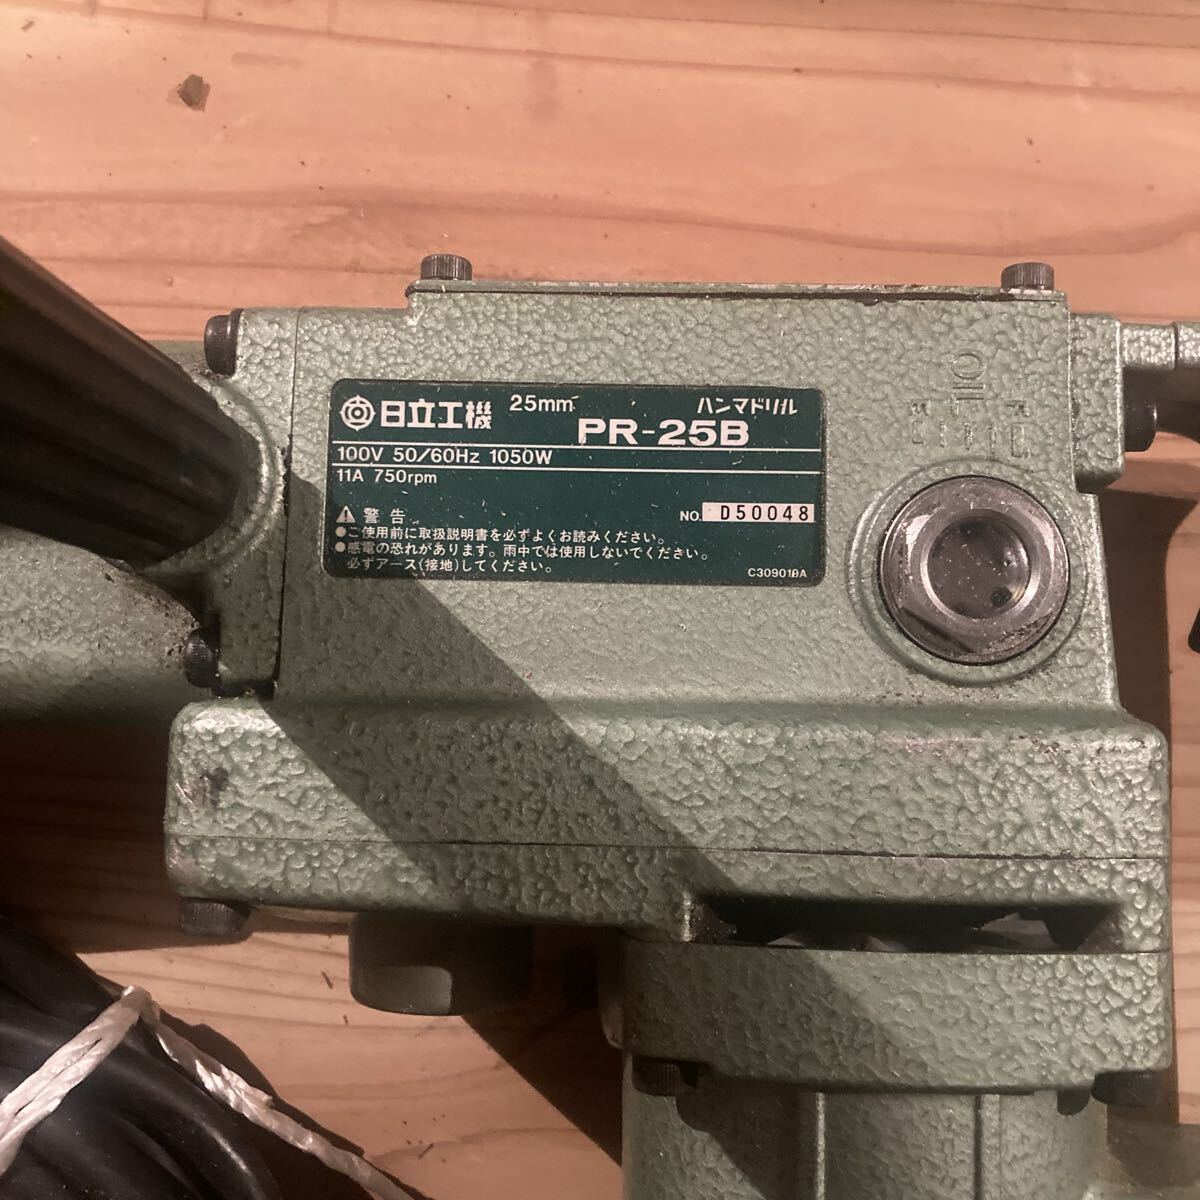 日立工機 25mm ハンマドリル
PR-25B
100V 50/60Hz 1050W
11A 750rpm
NO. D50048
警告
●ご使用前に取扱説明書を必ずよくお読みください。
●感電の恐れがあります。雨中では使用しないでください。
必ずアース(接地)してください。
OIL